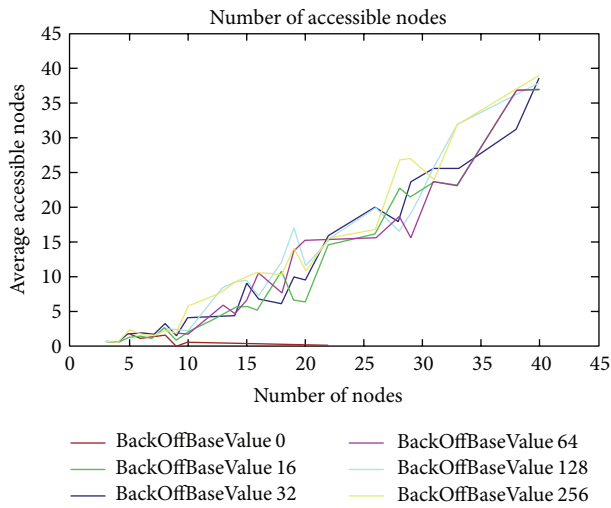 Number of accessible nodes
45
40
35
30
25
20
15
10
5
0
Average accessible nodes
0 5 10 15 20 25 30 35 40 45
Number of nodes
BackOffBaseValue 0
BackOffBaseValue 16
BackOffBaseValue 32
BackOffBaseValue 64
BackOffBaseValue 128
BackOffBaseValue 256